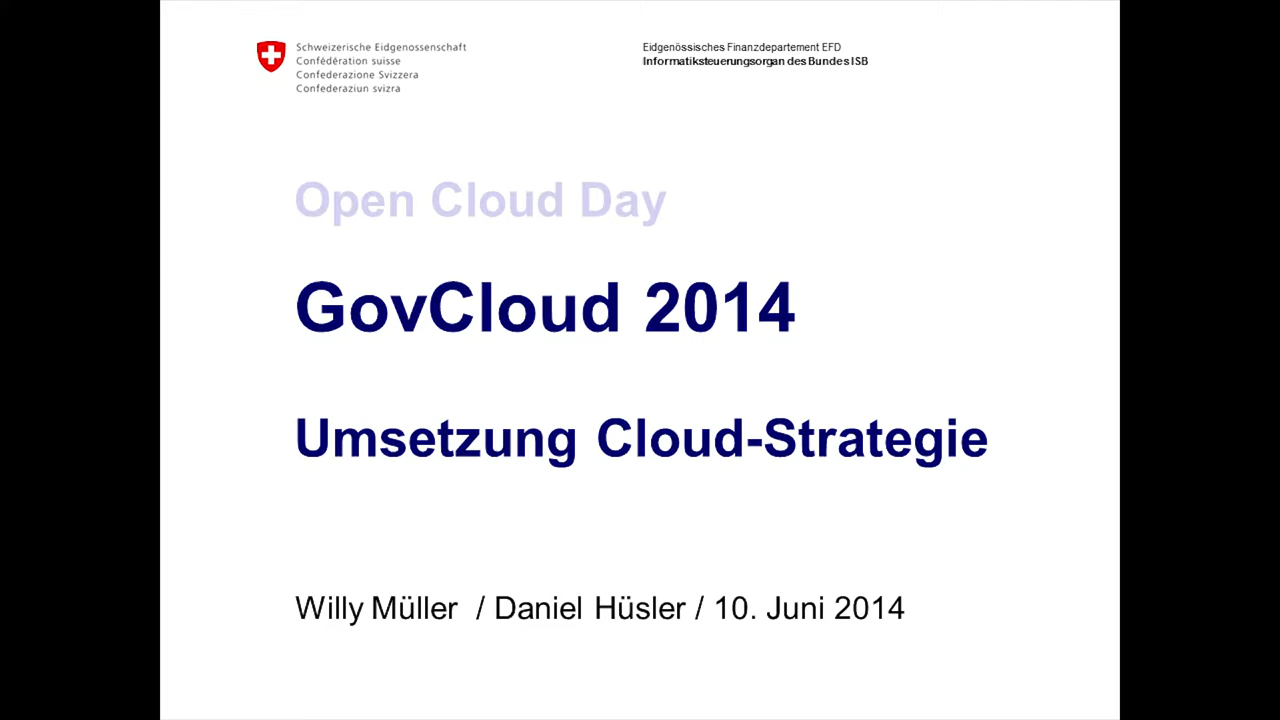 Schweizerische Eidgenossenschaft
Confédération suisse
Confederazione Svizzera
Confederaziun svizra
Eidgenössisches Finanzdepartement EFD
Informatiksteuerungsorgan des Bundes ISB
Open Cloud Day
GovCloud 2014
Umsetzung Cloud-Strategie
Willy Müller / Daniel Hüsler / 10. Juni 2014